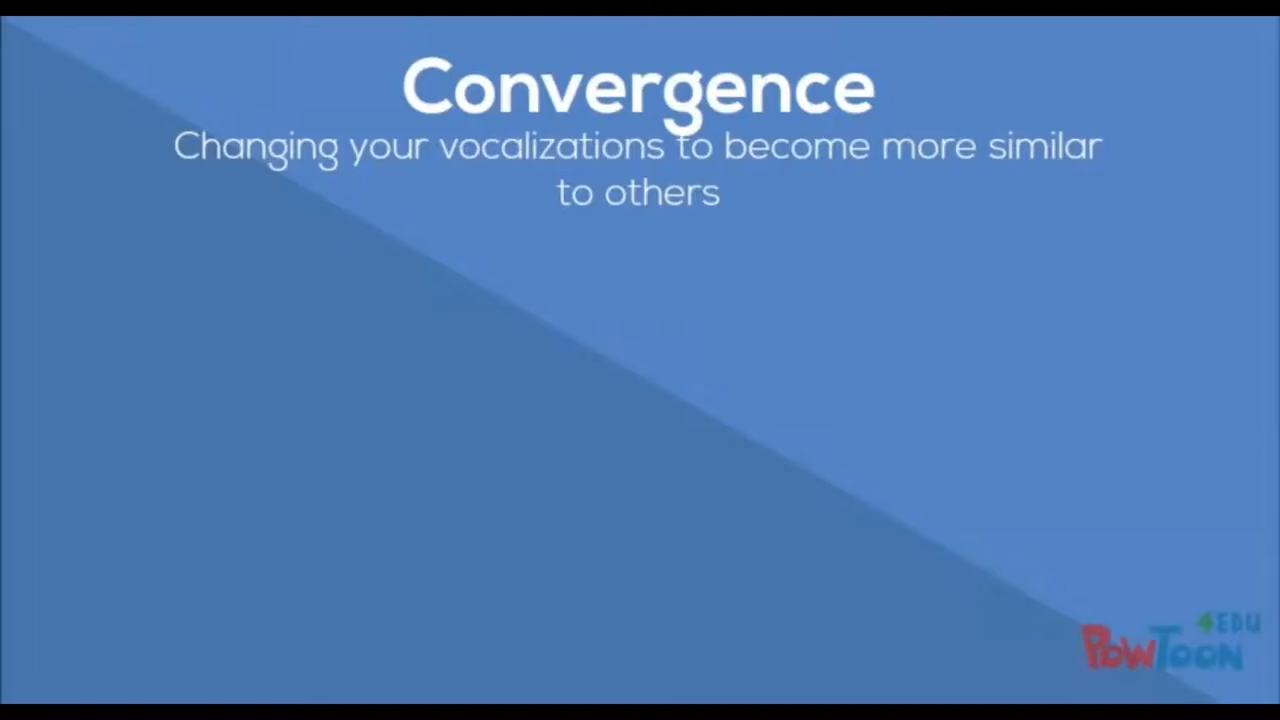 Convergence
Changing your vocalizations to become more similar
to others
4EDU
PowToon